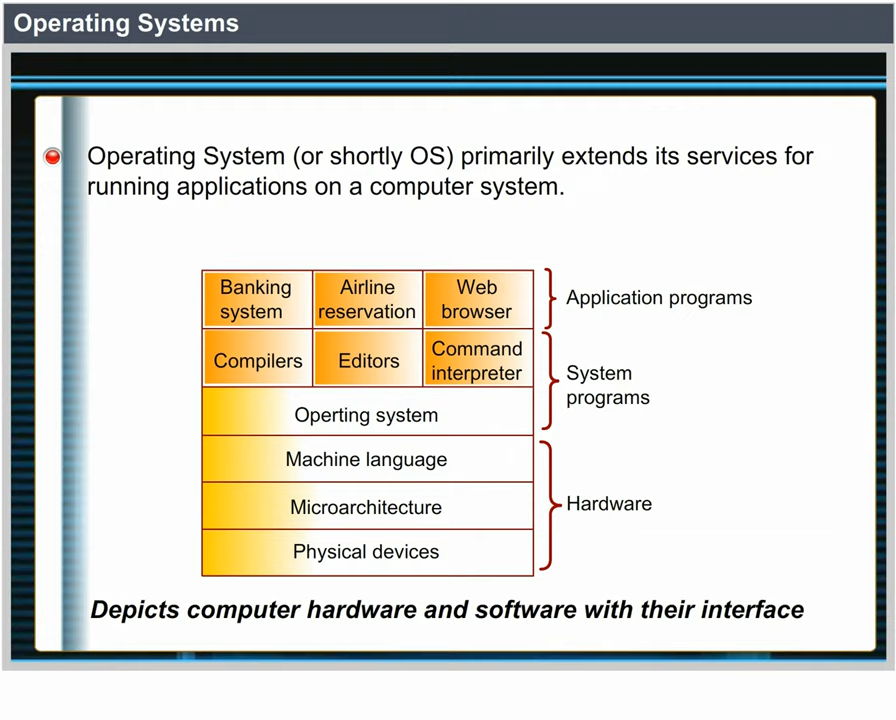 Operating Systems
Operating System (or shortly OS) primarily extends its services for
running applications on a computer system.
Banking system
Airline reservation
Web browser
Application programs
Compilers
Editors
Command interpreter
System programs
Operting system
Machine language
Microarchitecture
Hardware
Physical devices
Depicts computer hardware and software with their interface